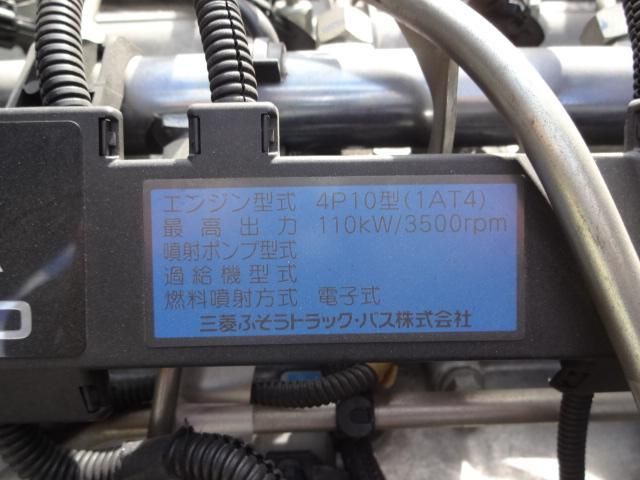 エンジン型式 4P10型(1AT4)
最高出力 110kW/3500rpm
噴射ポンプ型式
過給機型式
燃料噴射方式 電子式
三菱ふそうトラック・バス株式会社